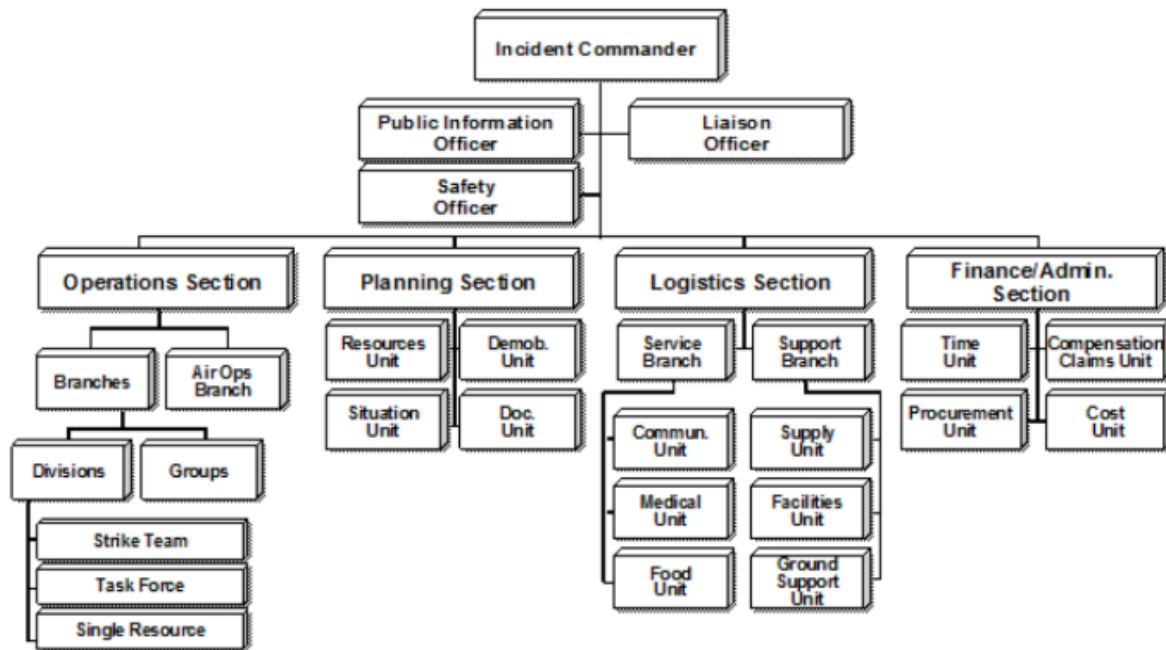 Incident Commander
Public Information
Officer
Liaison
Officer
Safety
Officer
Operations Section
Planning Section
Logistics Section
Finance/Admin.
Section
Branches
Air Ops
Branch
Divisions
Groups
Strike Team
Task Force
Single Resource
Resources
Unit
Demob.
Unit
Situation
Unit
Doc.
Unit
Service
Branch
Support
Branch
Commun.
Unit
Supply
Unit
Medical
Unit
Facilities
Unit
Food
Unit
Ground
Support
Unit
Time
Unit
Compensation
Claims Unit
Procurement
Unit
Cost
Unit